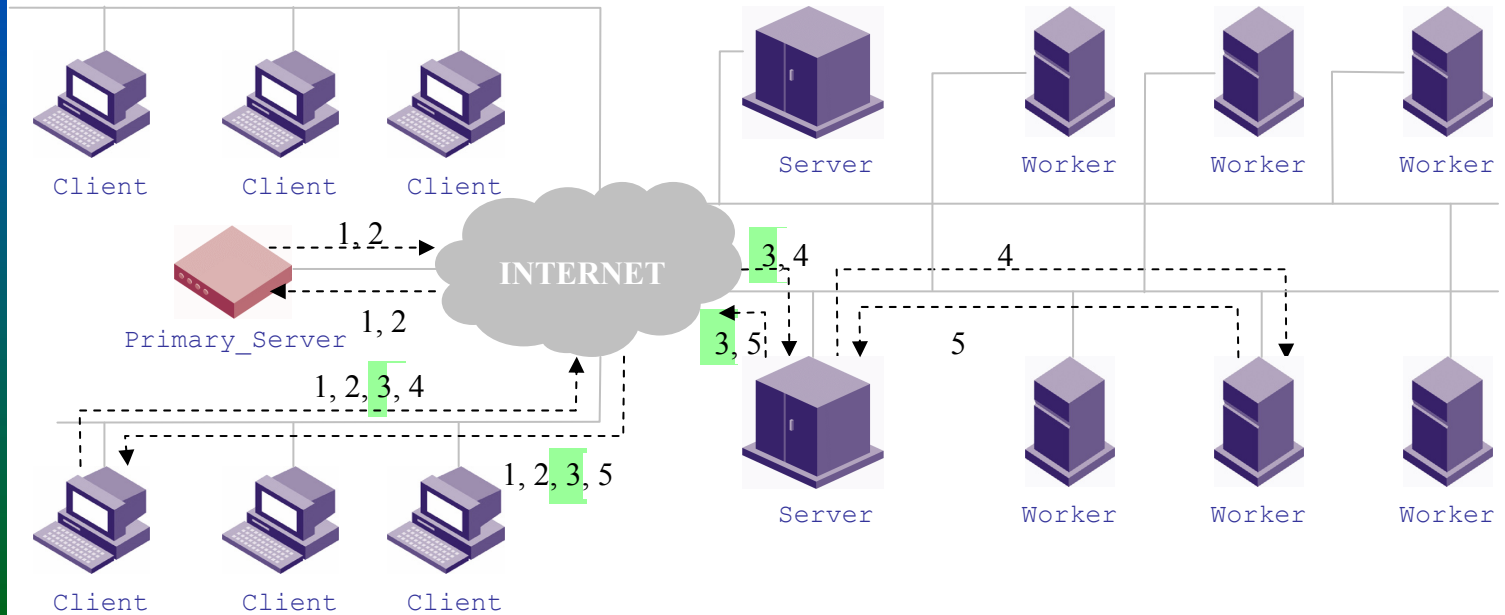 Server Worker Worker Worker
Client Client Client
1, 2
3, 4
4
INTERNET
1, 2
Primary_Server
3, 5
5
1, 2, 3, 4
1, 2, 3, 5
Server Worker Worker Worker
Client Client Client